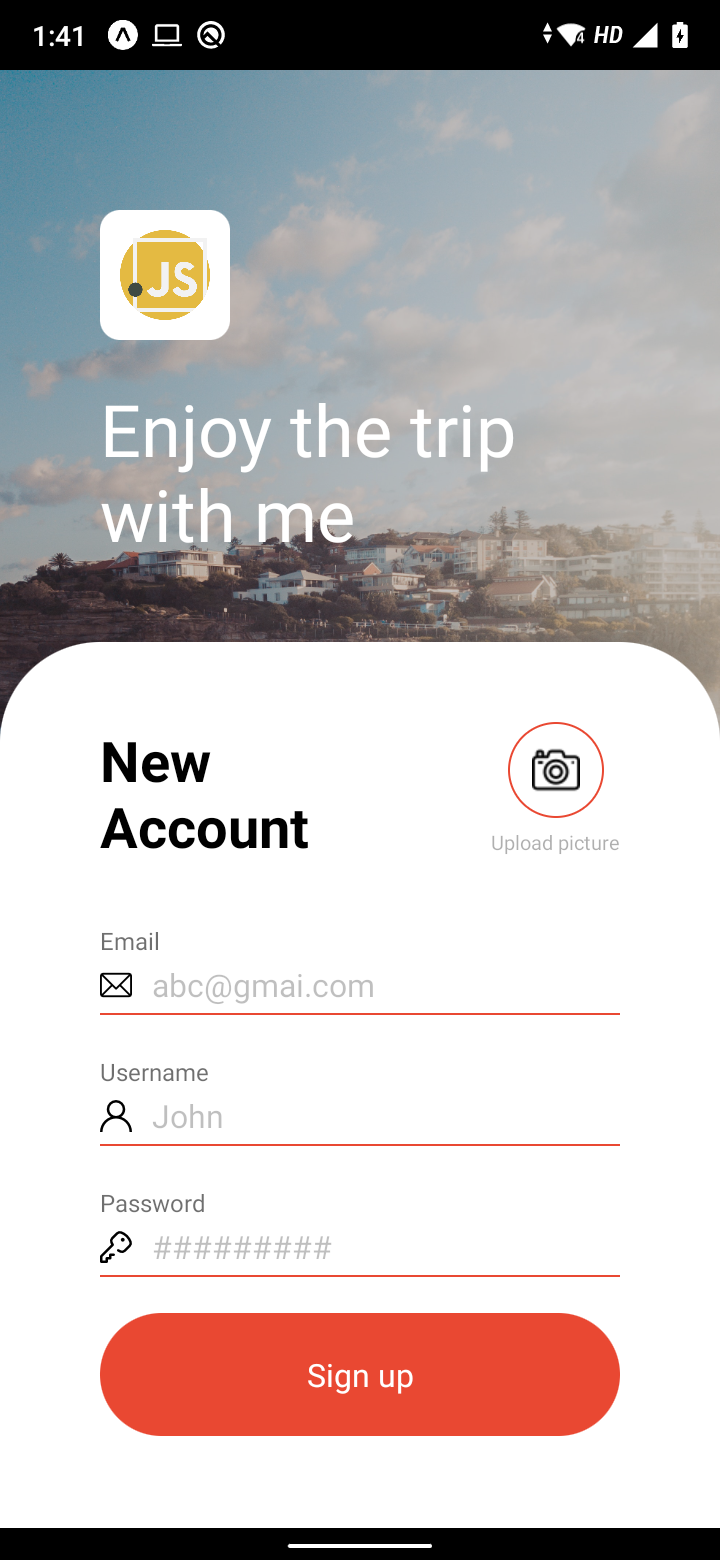 1:41
4 HD
JS
Enjoy the trip
with me
New
Account
Upload picture
Email
abc@gmai.com
Username
John
Password
#########
Sign up